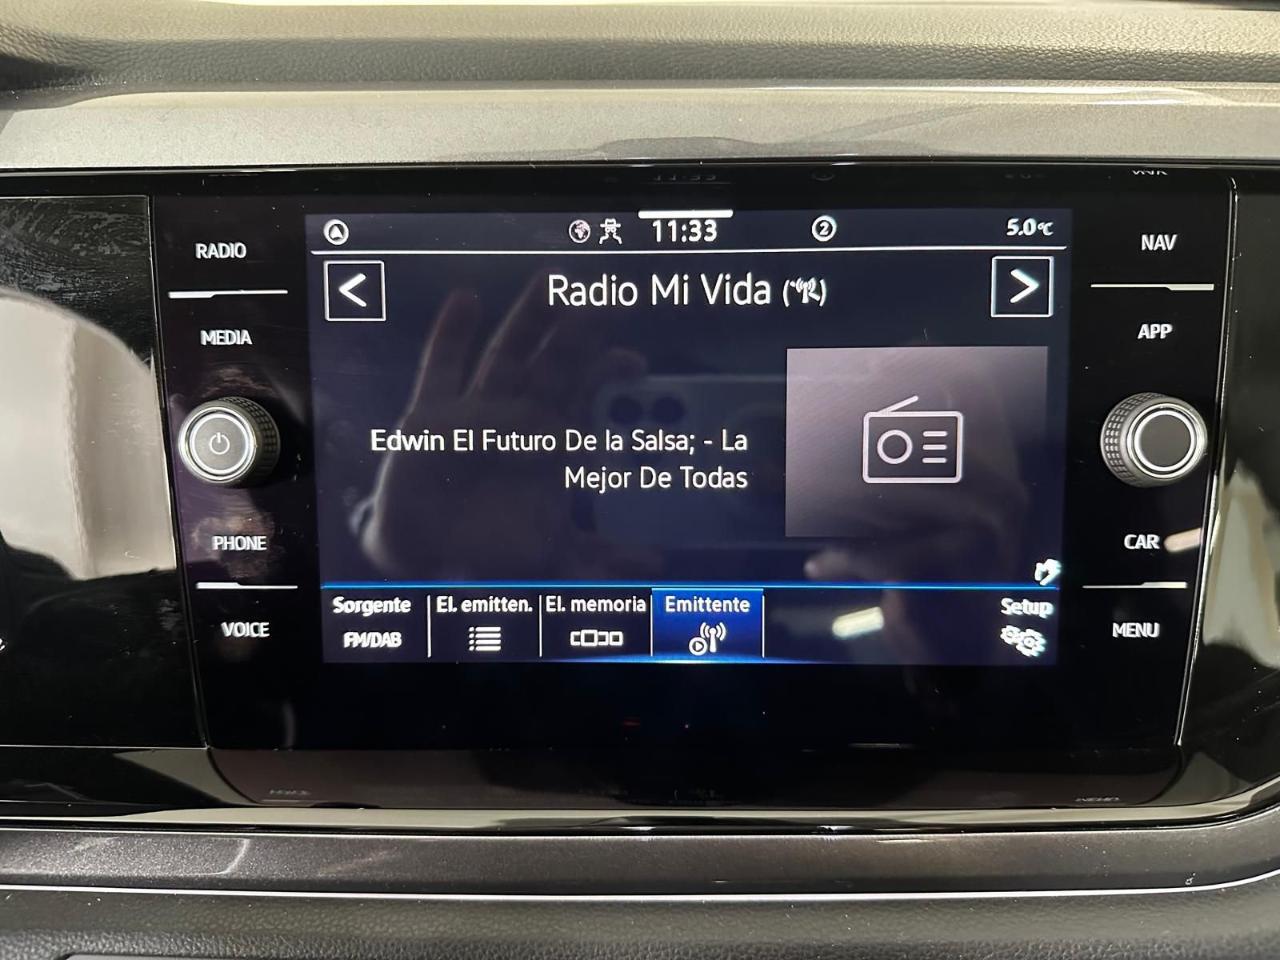 RADIO
MEDIA
PHONE
VOICE
11:33
2
5.0°C
<
Radio Mi Vida
>
Edwin El Futuro De la Salsa; - La
Mejor De Todas
Sorgente
FM/DAB
El. emitten.
El. memoria
Emittente
Setup
NAV
APP
CAR
MENU